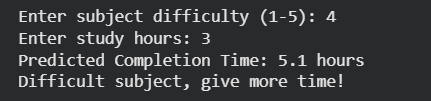 Enter subject difficulty (1-5): 4
Enter study hours: 3
Predicted Completion Time: 5.1 hours
Difficult subject, give more time!